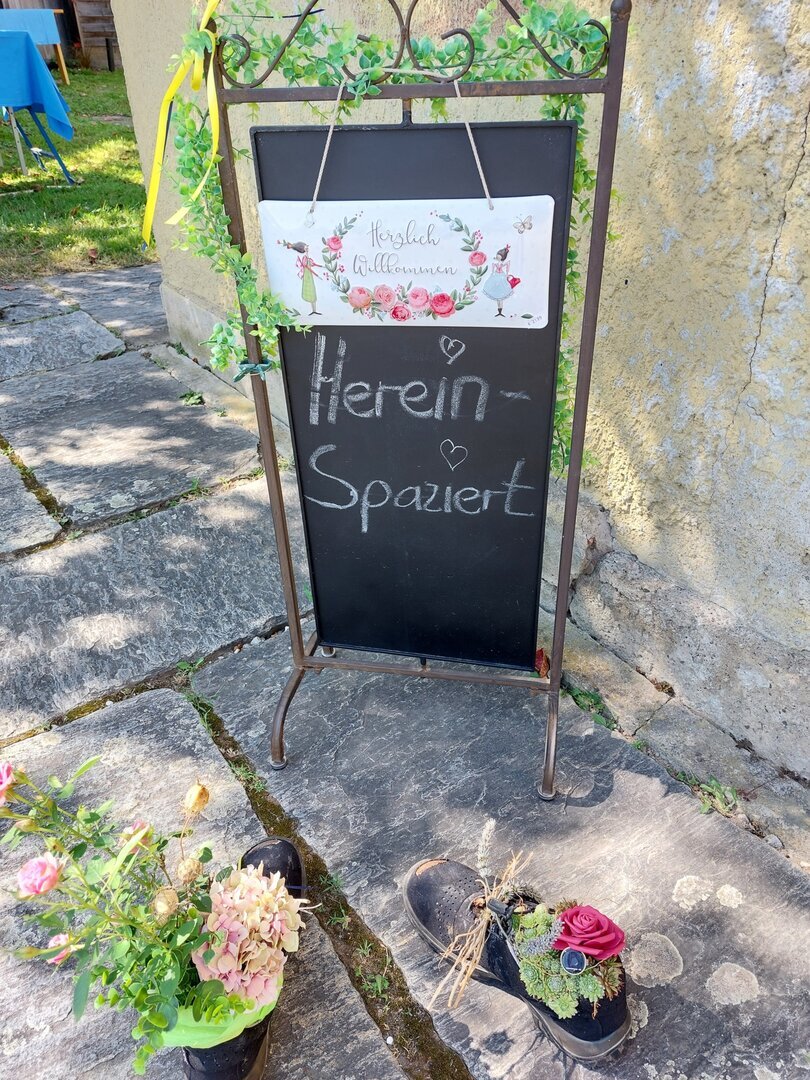 Herzlich
Willkommen
Herein-
Spaziert